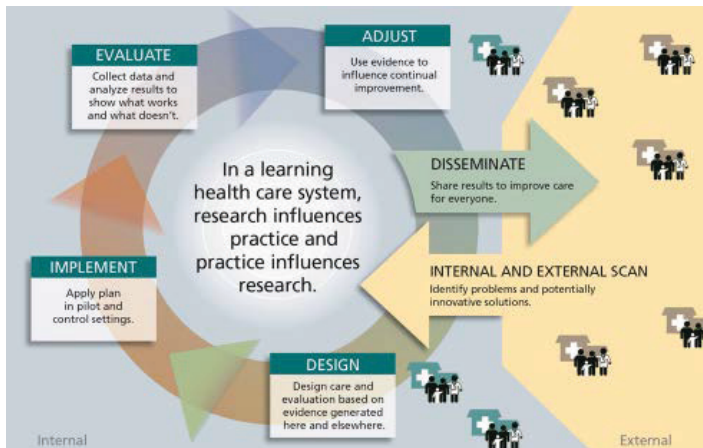 EVALUATE
Collect data and
analyze results to
show what works
and what doesn't.
ADJUST
Use evidence to
influence continual
improvement.
In a learning
health care system,
research influences
practice and
practice influences
research.
DISSEMINATE
Share results to improve care
for everyone.
INTERNAL AND EXTERNAL SCAN
Identify problems and potentially
innovative solutions.
IMPLEMENT
Apply plan
in pilot and
control settings.
DESIGN
Design care and
evaluation based on
evidence generated
here and elsewhere.
Internal
External